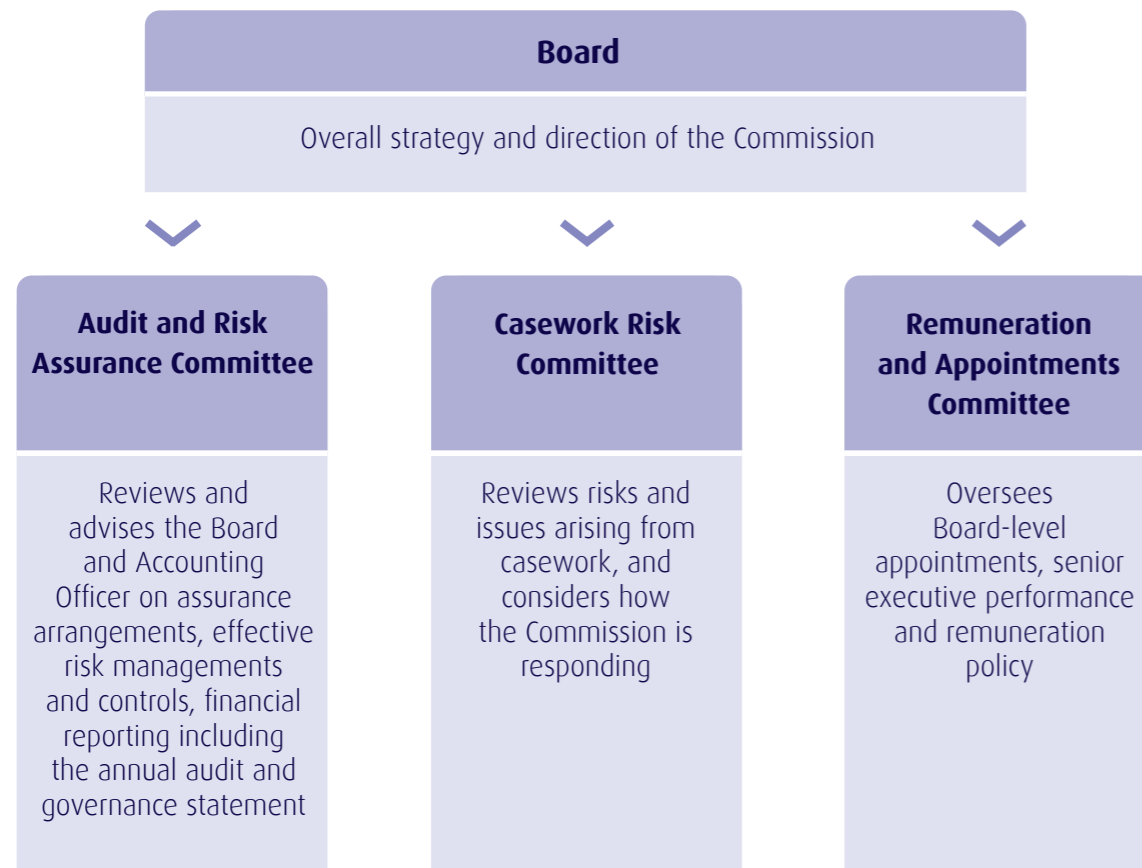 Board
Overall strategy and direction of the Commission
Audit and Risk
Assurance Committee
Reviews and
advises the Board
and Accounting
Officer on assurance
arrangements, effective
risk managements
and controls, financial
reporting including
the annual audit and
governance statement
Casework Risk
Committee
Reviews risks and
issues arising from
casework, and
considers how
the Commission is
responding
Remuneration
and Appointments
Committee
Oversees
Board-level
appointments, senior
executive performance
and remuneration
policy